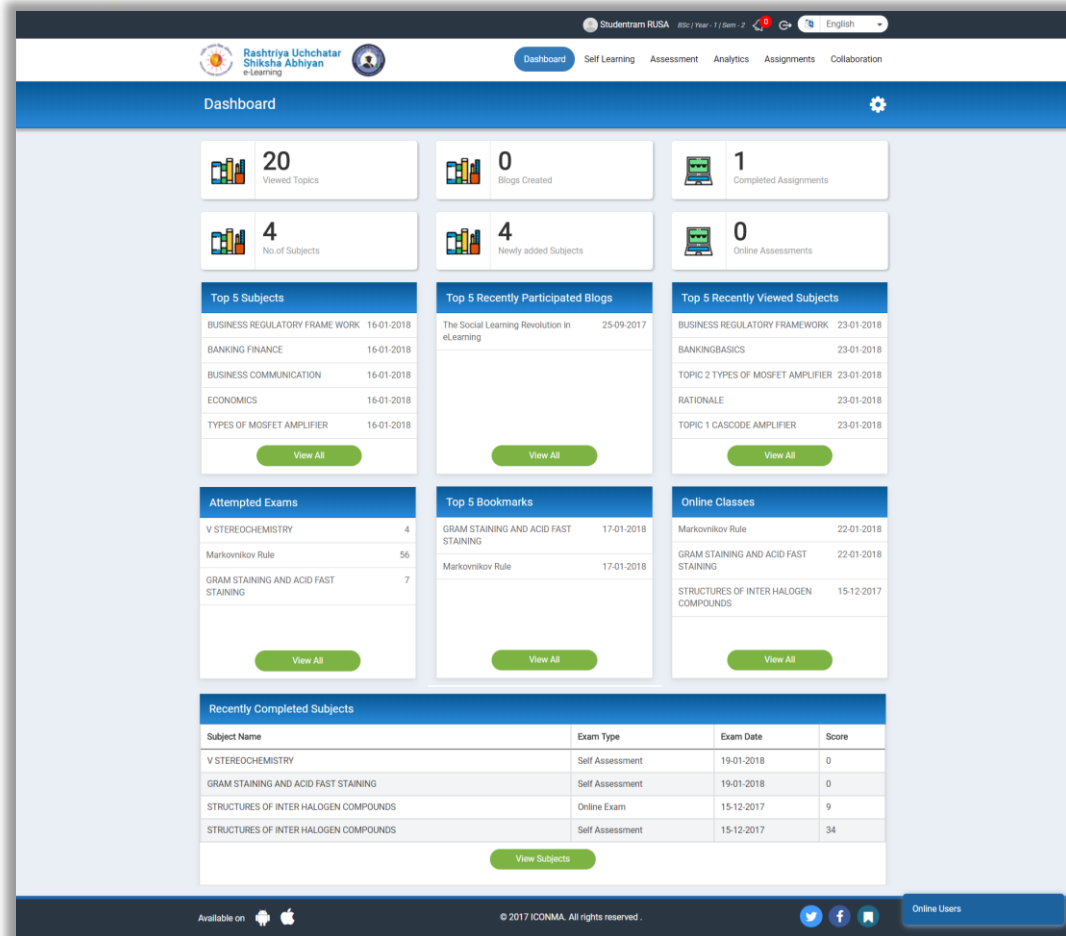 Studentram RUSA BSc | Year - 1 | Sem - 2 0 English
Rashtriya Uchchatar
Shiksha Abhiyan
e-Learning
Dashboard Self Learning Assessment Analytics Assignments Collaboration
Dashboard
20
Viewed Topics
0
Blogs Created
1
Completed Assignments
4
No.of Subjects
4
Newly added Subjects
0
Online Assessments
Top 5 Subjects
BUSINESS REGULATORY FRAME WORK 16-01-2018
BANKING FINANCE 16-01-2018
BUSINESS COMMUNICATION 16-01-2018
ECONOMICS 16-01-2018
TYPES OF MOSFET AMPLIFIER 16-01-2018
View All
Top 5 Recently Participated Blogs
The Social Learning Revolution in 25-09-2017
eLearning
View All
Top 5 Recently Viewed Subjects
BUSINESS REGULATORY FRAMEWORK 23-01-2018
BANKINGBASICS 23-01-2018
TOPIC 2 TYPES OF MOSFET AMPLIFIER 23-01-2018
RATIONALE 23-01-2018
TOPIC 1 CASCODE AMPLIFIER 23-01-2018
View All
Attempted Exams
V STEREOCHEMISTRY 4
Markovnikov Rule 56
GRAM STAINING AND ACID FAST 7
STAINING
View All
Top 5 Bookmarks
GRAM STAINING AND ACID FAST 17-01-2018
STAINING
Markovnikov Rule 17-01-2018
View All
Online Classes
Markovnikov Rule 22-01-2018
GRAM STAINING AND ACID FAST 22-01-2018
STAINING
STRUCTURES OF INTER HALOGEN 15-12-2017
COMPOUNDS
View All
Recently Completed Subjects
Subject Name Exam Type Exam Date Score
V STEREOCHEMISTRY Self Assessment 19-01-2018 0
GRAM STAINING AND ACID FAST STAINING Self Assessment 19-01-2018 0
STRUCTURES OF INTER HALOGEN COMPOUNDS Online Exam 15-12-2017 9
STRUCTURES OF INTER HALOGEN COMPOUNDS Self Assessment 15-12-2017 34
View Subjects
Available on
© 2017 ICONMA. All rights reserved .
Online Users